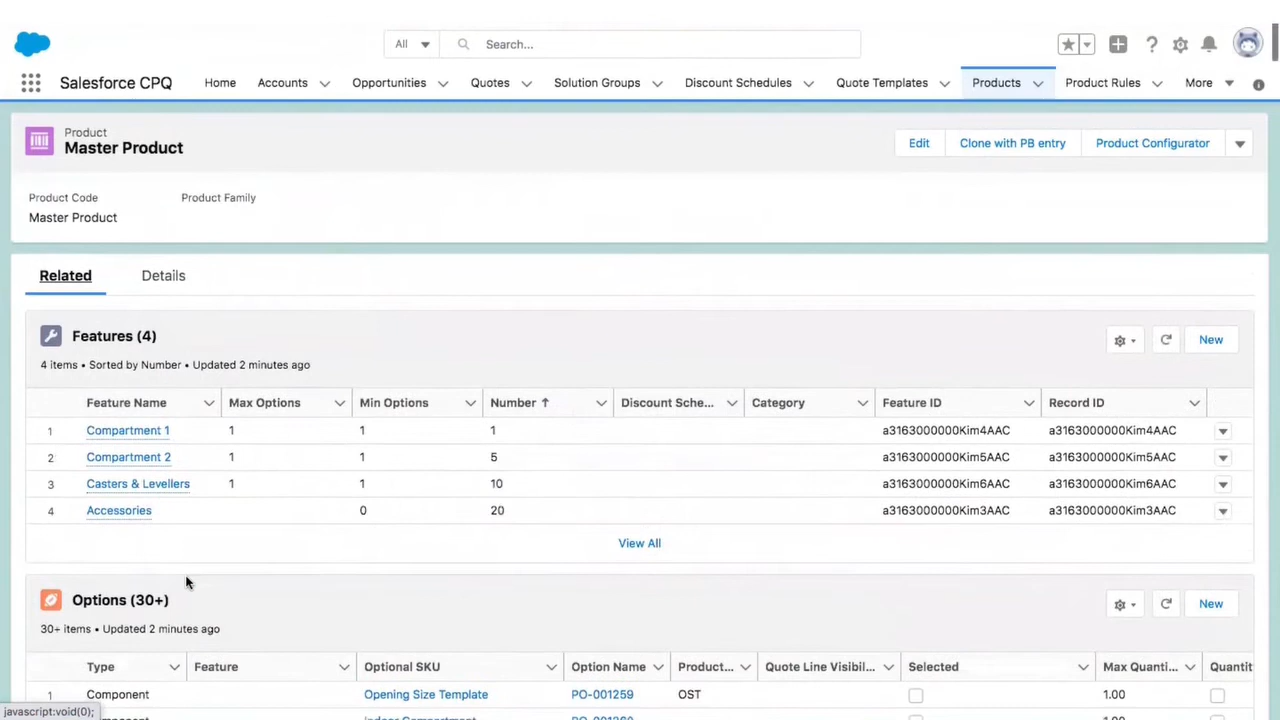 All
Search...
Salesforce CPQ Home Accounts Opportunities Quotes Solution Groups Discount Schedules Quote Templates Products Product Rules More
Product
Master Product
Edit Clone with PB entry Product Configurator
Product Code Product Family
Master Product
Related Details
Features (4)
New
4 items • Sorted by Number • Updated 2 minutes ago
Feature Name Max Options Min Options Number ↑ Discount Sche... Category Feature ID Record ID
1 Compartment 1 1 1 1 a3163000000Kim4AAC a3163000000Kim4AAC
2 Compartment 2 1 1 5 a3163000000Kim5AAC a3163000000Kim5AAC
3 Casters & Levellers 1 1 10 a3163000000Kim6AAC a3163000000Kim6AAC
4 Accessories 0 20 a3163000000Kim3AAC a3163000000Kim3AAC
View All
Options (30+)
New
30+ items • Updated 2 minutes ago
Type Feature Optional SKU Option Name Product... Quote Line Visibil... Selected Max Quanti... Quantit
1 Component Opening Size Template PO-001259 OST 1.00
javascript:void(0);